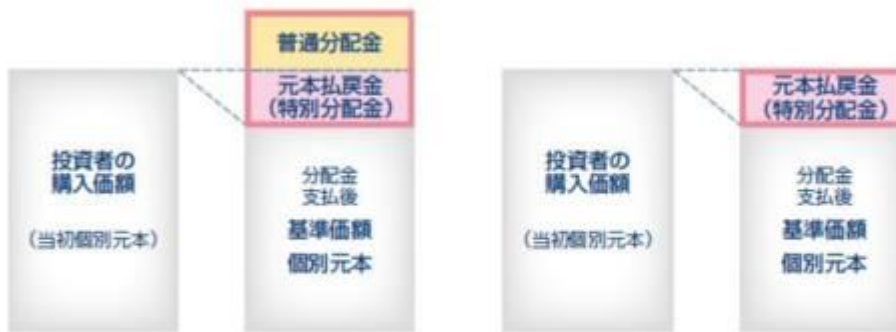 普通分配金
元本払戻金
（特別分配金）
投資者の
購入価額
（当初個別元本）
分配金
支払後
基準価額
個別元本
元本払戻金
（特別分配金）
投資者の
購入価額
（当初個別元本）
分配金
支払後
基準価額
個別元本